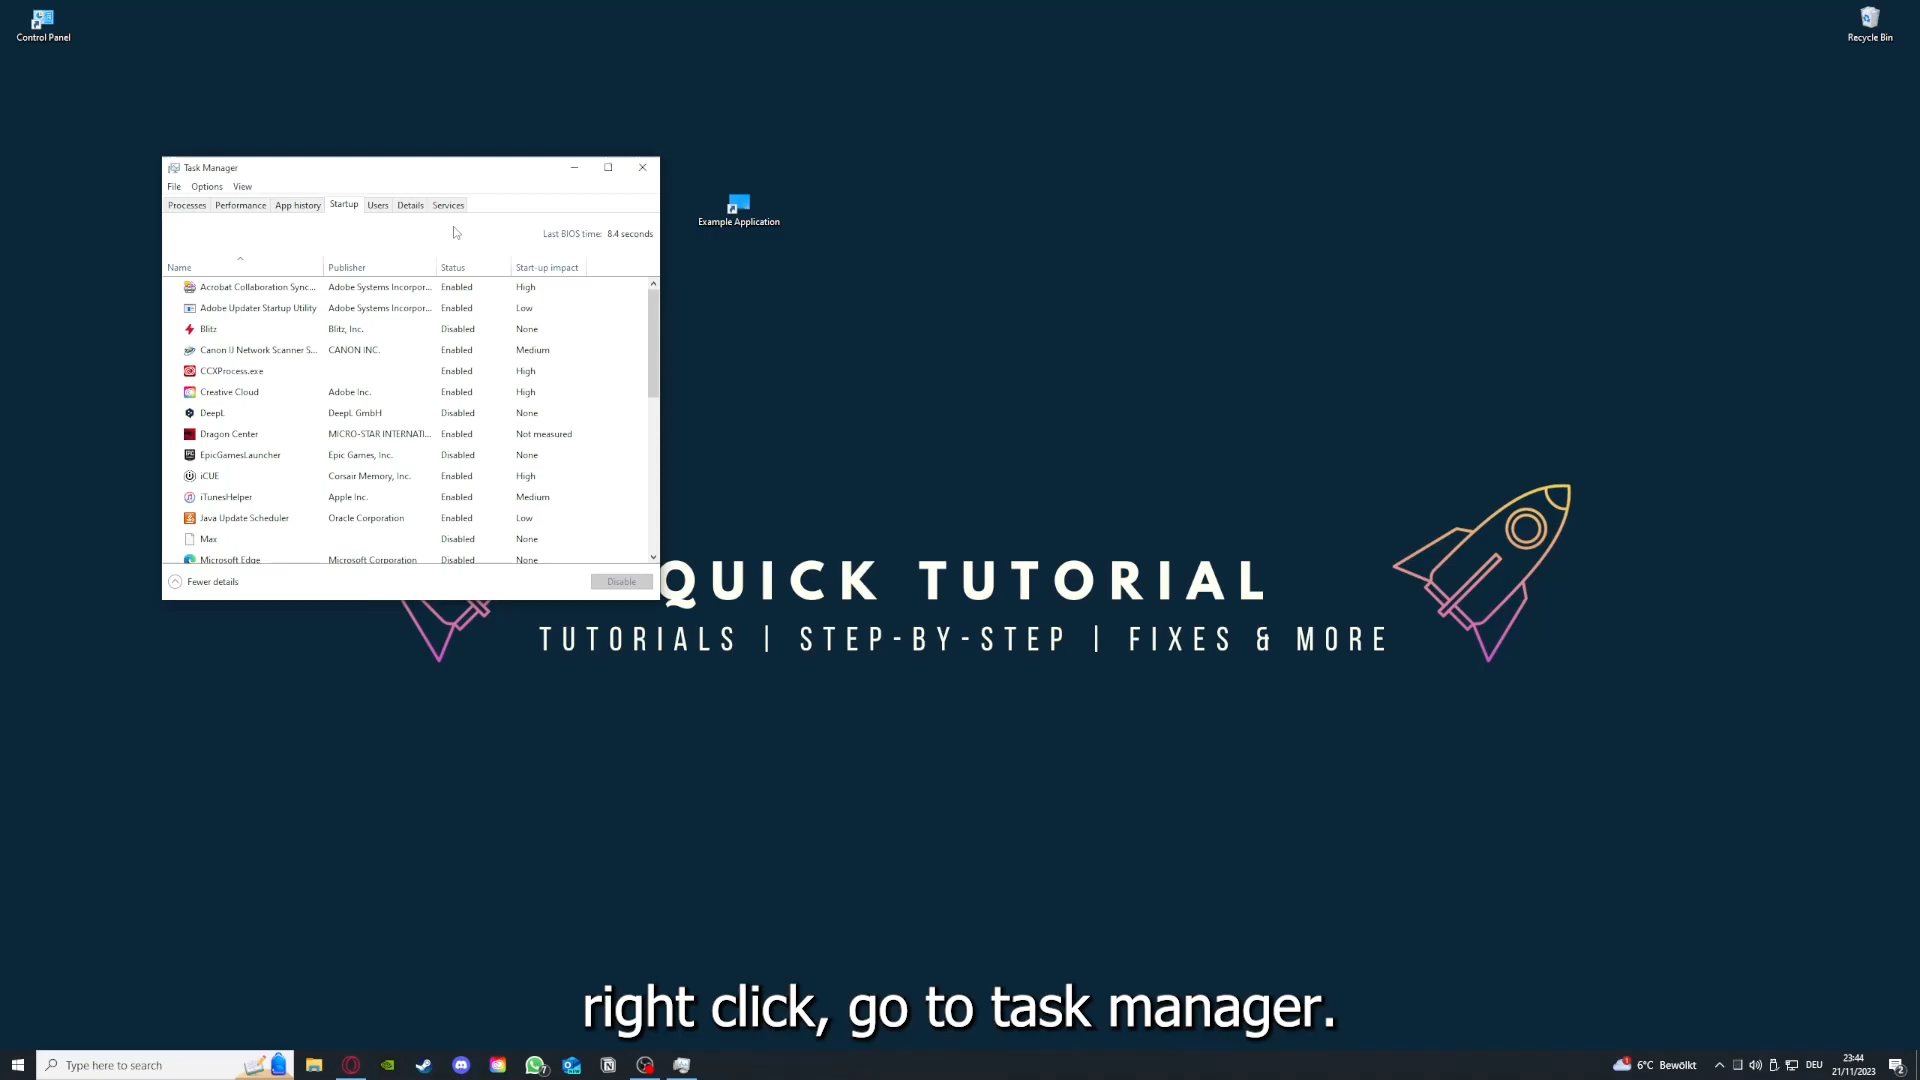 Control Panel
Recycle Bin
Task Manager
File Options View
Processes Performance App history Startup Users Details Services
Example Application
Last BIOS time: 8.4 seconds
Name Publisher Status Start-up impact
Acrobat Collaboration Sync... Adobe Systems Incorpor... Enabled High
Adobe Updater Startup Utility Adobe Systems Incorpor... Enabled Low
Blitz Blitz, Inc. Disabled None
Canon IJ Network Scanner S... CANON INC. Enabled Medium
CCXProcess.exe Enabled High
Creative Cloud Adobe Inc. Enabled High
DeepL DeepL GmbH Disabled None
Dragon Center MICRO-STAR INTERNATI... Enabled Not measured
EpicGamesLauncher Epic Games, Inc. Disabled None
iCUE Corsair Memory, Inc. Enabled High
iTunesHelper Apple Inc. Enabled Medium
Java Update Scheduler Oracle Corporation Enabled Low
Max Disabled None
Microsoft Edge Microsoft Corporation Disabled None
Fewer details Disable
QUICK TUTORIAL
TUTORIALS | STEP-BY-STEP | FIXES & MORE
right click, go to task manager.
Type here to search
7
1
6°C Bewölkt
DEU
23:44
21/11/2023
2